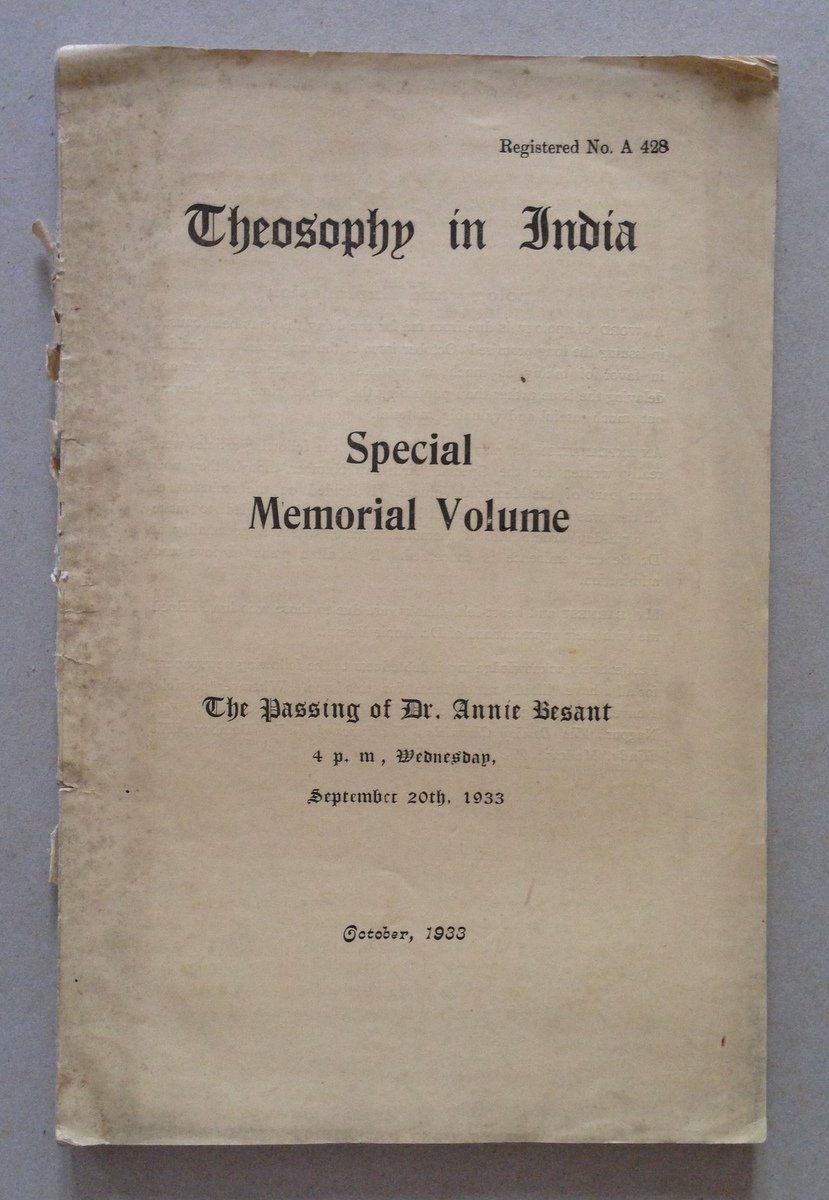 Registered No. A 428
Theosophy in India
Special
Memorial Volume
The Passing of Dr. Annie Besant
4 p. m , Wednesday,
September 20th, 1933
October, 1933